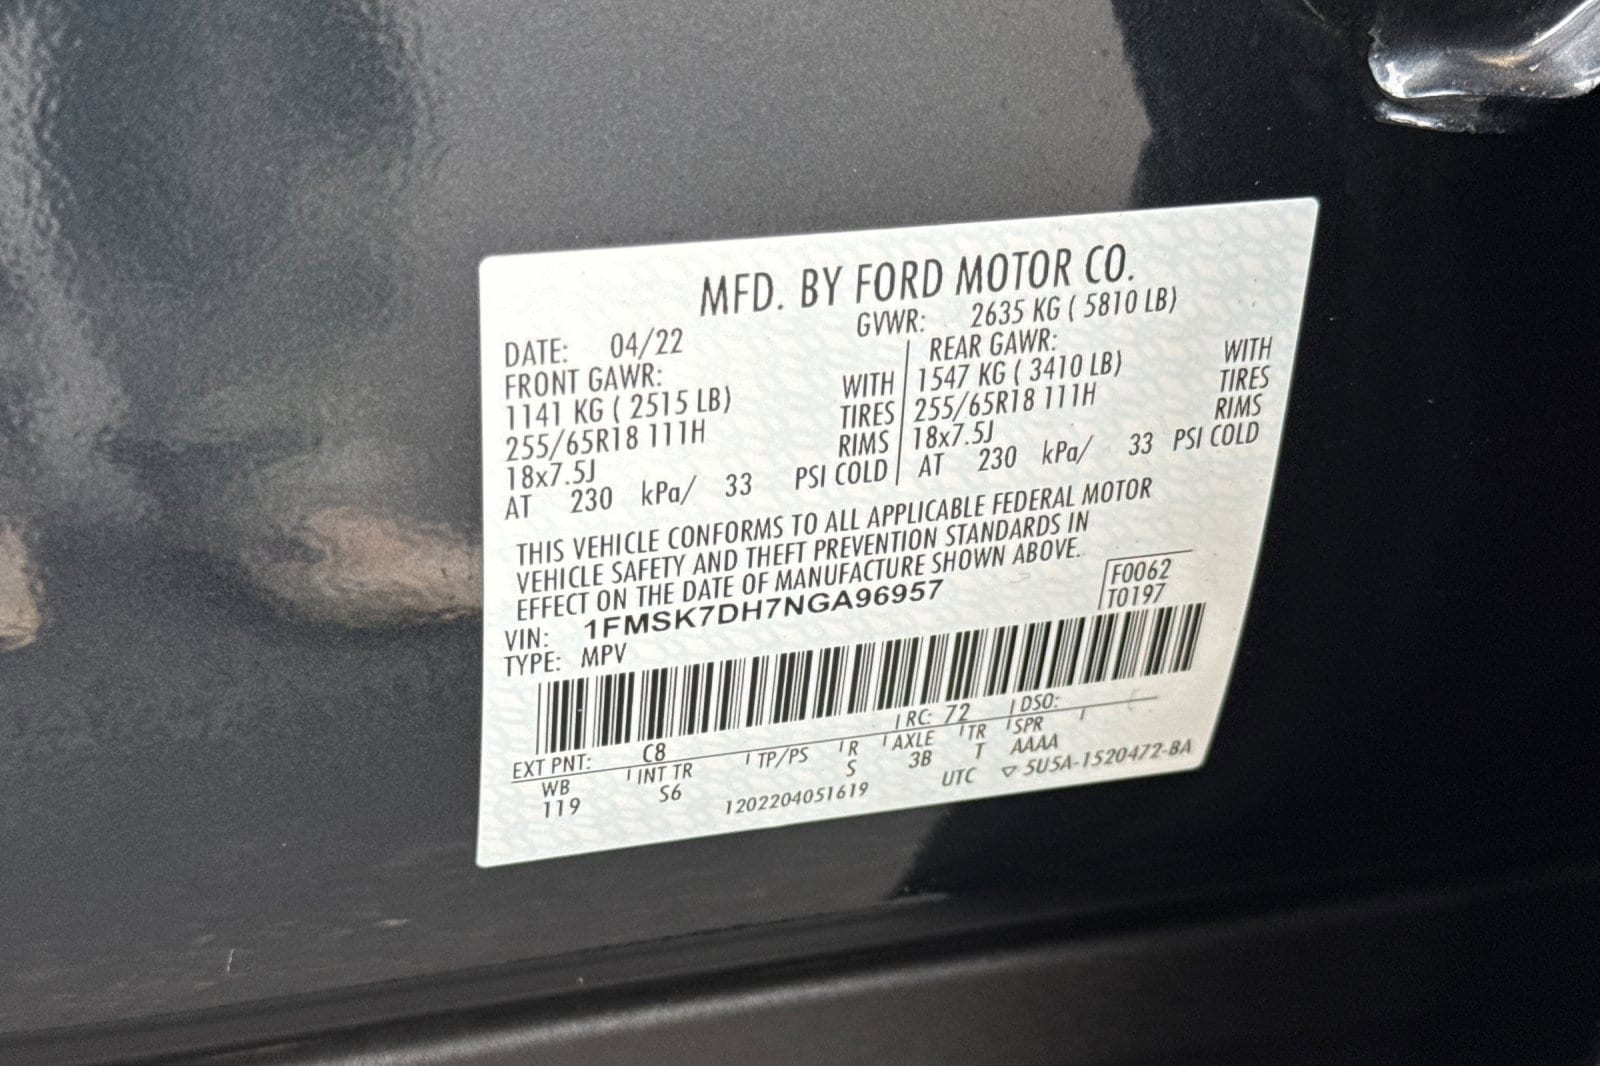 MFD. BY FORD MOTOR CO.
DATE: 04/22 GVWR: 2635 KG ( 5810 LB)
FRONT GAWR:
1141 KG ( 2515 LB) WITH
255/65R18 111H TIRES
18x7.5J RIMS
AT 230 kPa/ 33 PSI COLD
REAR GAWR:
1547 KG ( 3410 LB) WITH
255/65R18 111H TIRES
18x7.5J RIMS
AT 230 kPa/ 33 PSI COLD
THIS VEHICLE CONFORMS TO ALL APPLICABLE FEDERAL MOTOR
VEHICLE SAFETY AND THEFT PREVENTION STANDARDS IN
EFFECT ON THE DATE OF MANUFACTURE SHOWN ABOVE.
VIN: 1FMSK7DH7NGA96957
TYPE: MPV
F0062
T0197
EXT PNT: C8 RC: 72 DSO:
WB INT TR TP/PS R AXLE TR SPR
119 S6 S 3B T AAAA
1202204051619 UTC ▽ 5U5A-1520472-BA